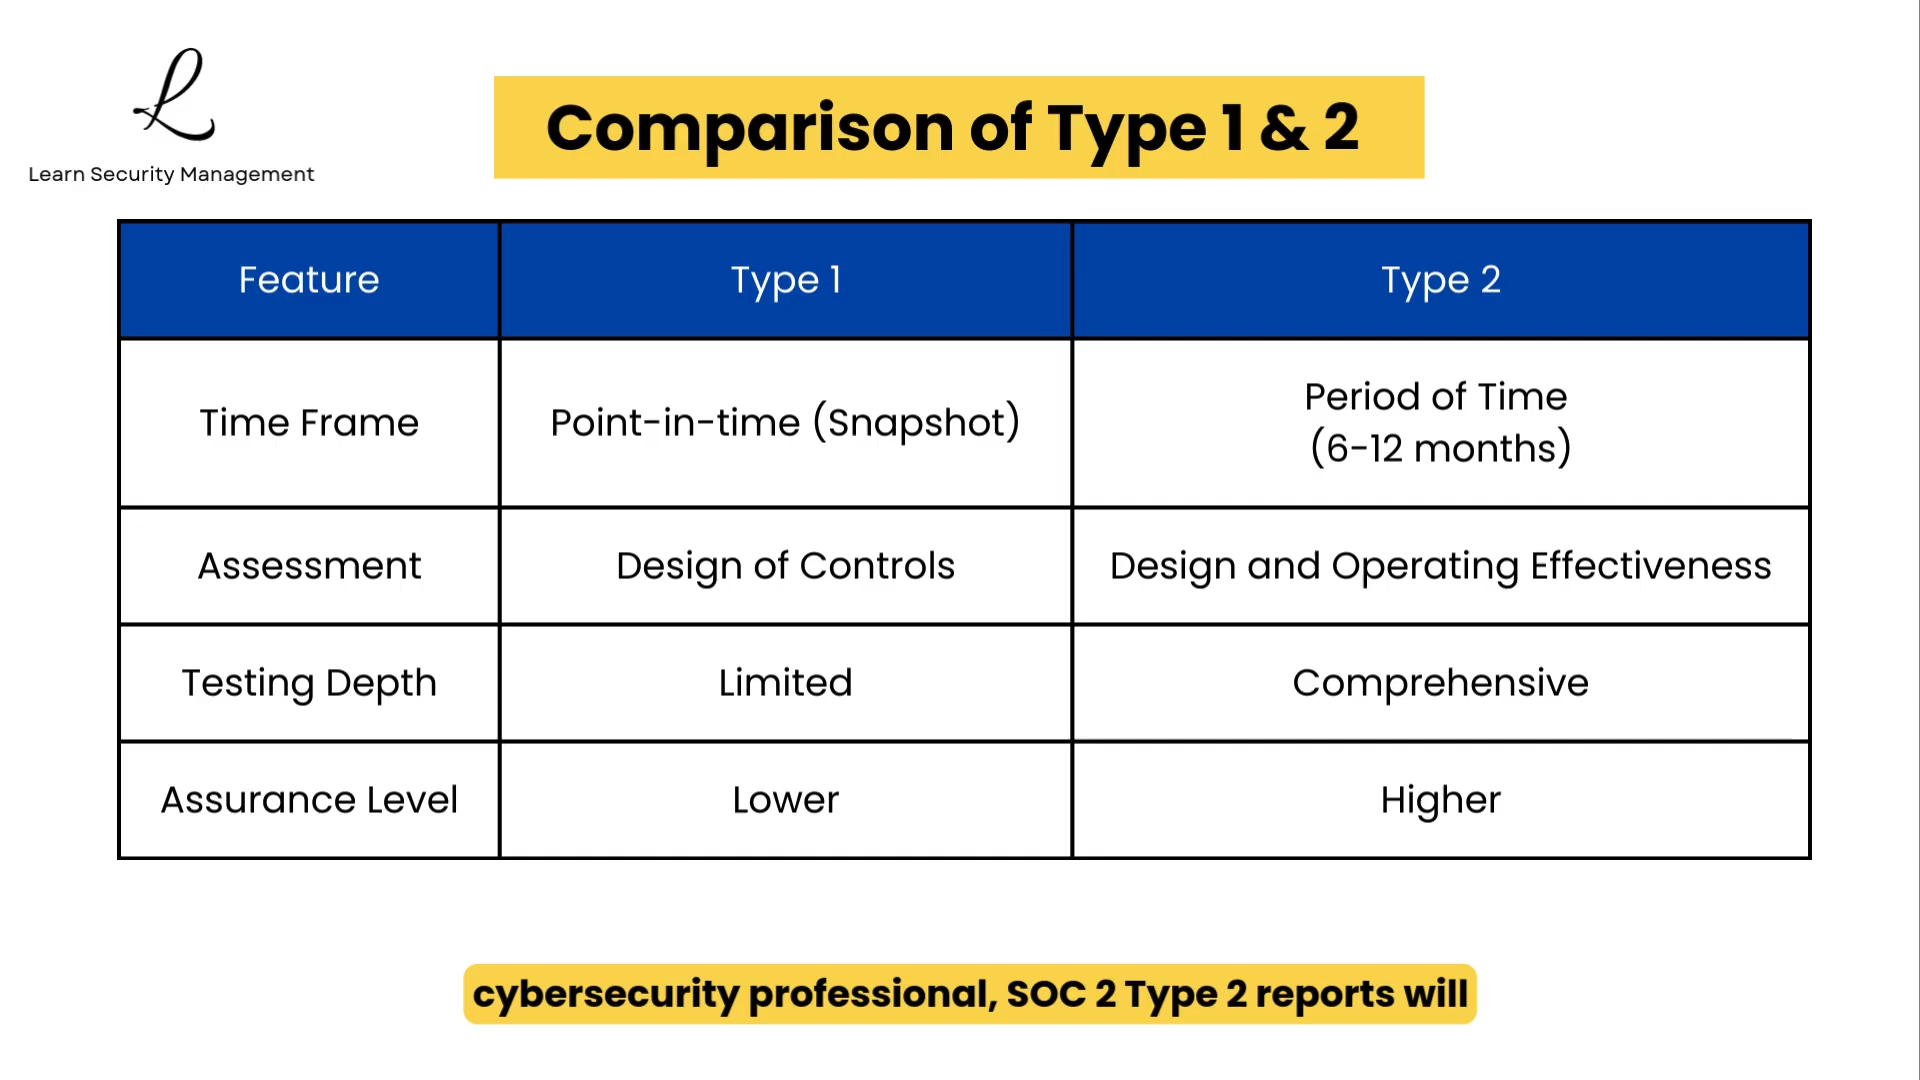 L
Learn Security Management
Comparison of Type 1 & 2
Feature
Type 1
Type 2
Time Frame
Point-in-time (Snapshot)
Period of Time
(6-12 months)
Assessment
Design of Controls
Design and Operating Effectiveness
Testing Depth
Limited
Comprehensive
Assurance Level
Lower
Higher
cybersecurity professional, SOC 2 Type 2 reports will